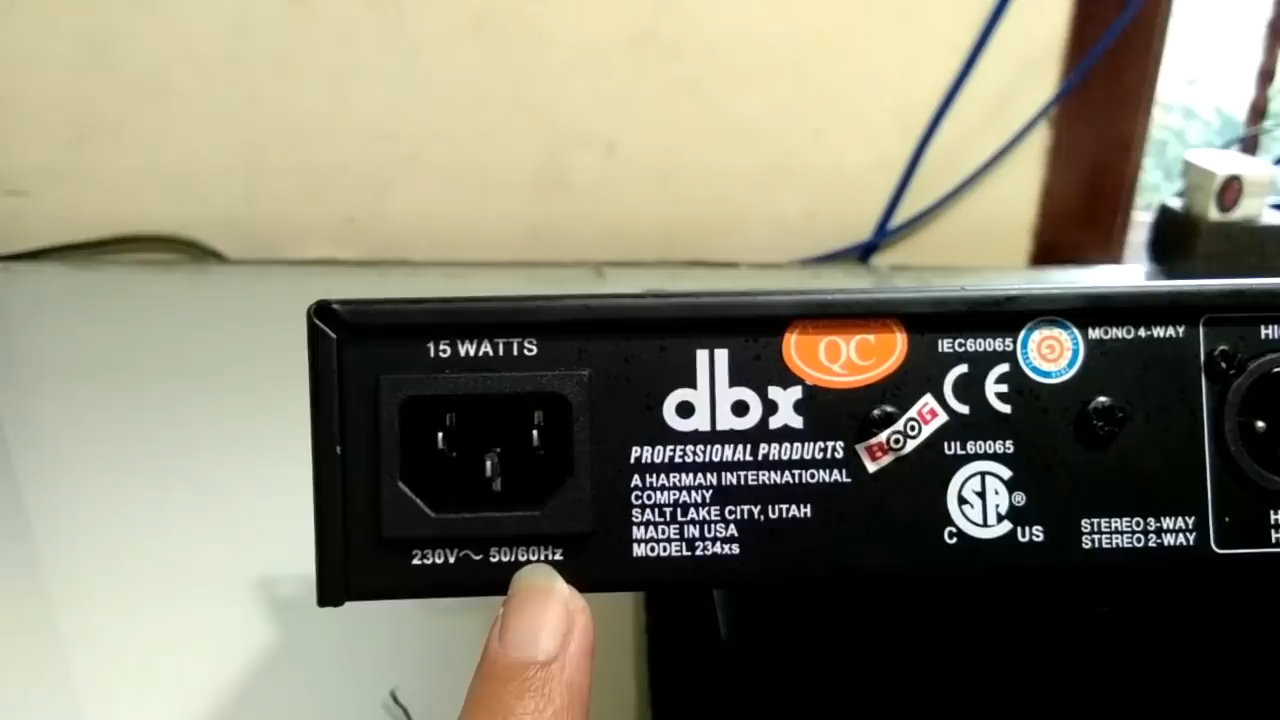 15 WATTS
230V～ 50/60Hz
dbx
PROFESSIONAL PRODUCTS
A HARMAN INTERNATIONAL
COMPANY
SALT LAKE CITY, UTAH
MADE IN USA
MODEL 234xs
QC
BOOG
IEC60065
CE
UL60065
CSA®
C US
G
MONO 4-WAY
STEREO 3-WAY
STEREO 2-WAY